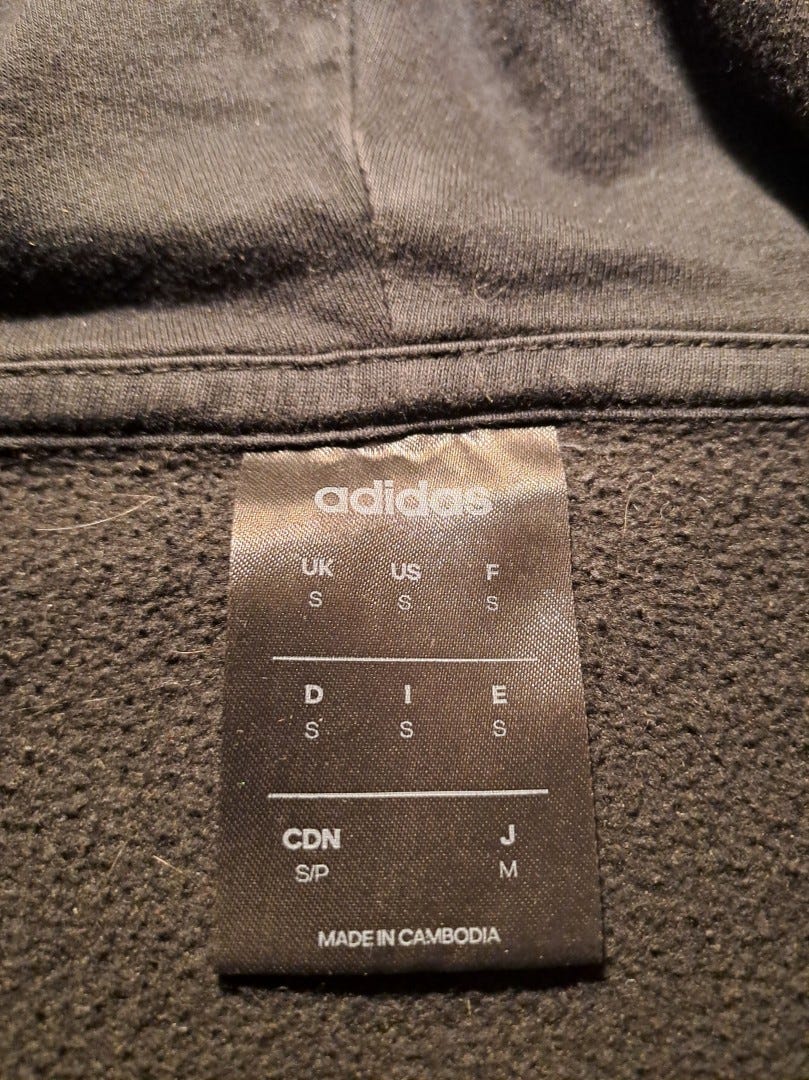 adidas
UK US F
S S S
D I E
S S S
CDN J
S/P M
MADE IN CAMBODIA